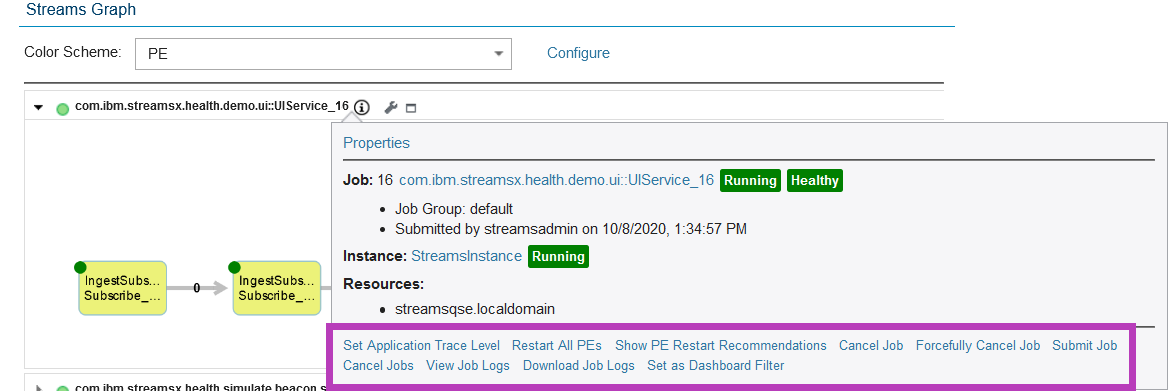 Streams Graph
Color Scheme: PE Configure
com.ibm.streamsx.health.demo.ui::UIService_16
Properties
Job: 16 com.ibm.streamsx.health.demo.ui::UIService_16 Running Healthy
Job Group: default
Submitted by streamsadmin on 10/8/2020, 1:34:57 PM
Instance: StreamsInstance Running
Resources:
streamsqse.localdomain
IngestSubs...
Subscribe_...
0
IngestSubs...
Subscribe_...
Set Application Trace Level Restart All PEs Show PE Restart Recommendations Cancel Job Forcefully Cancel Job Submit Job
Cancel Jobs View Job Logs Download Job Logs Set as Dashboard Filter
com.ibm.streamsx.health.simulate.beacon.s